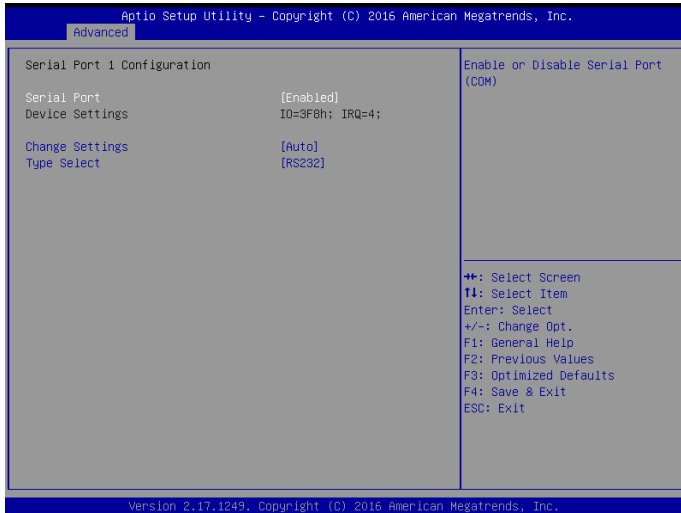 Aptio Setup Utility – Copyright (C) 2016 American Megatrends, Inc.
Advanced
Serial Port 1 Configuration
Serial Port [Enabled]
Device Settings IO=3F8h; IRQ=4;
Change Settings [Auto]
Type Select [RS232]
Enable or Disable Serial Port
(COM)
→←: Select Screen
↑↓: Select Item
Enter: Select
+/-: Change Opt.
F1: General Help
F2: Previous Values
F3: Optimized Defaults
F4: Save & Exit
ESC: Exit
Version 2.17.1249. Copyright (C) 2016 American Megatrends, Inc.